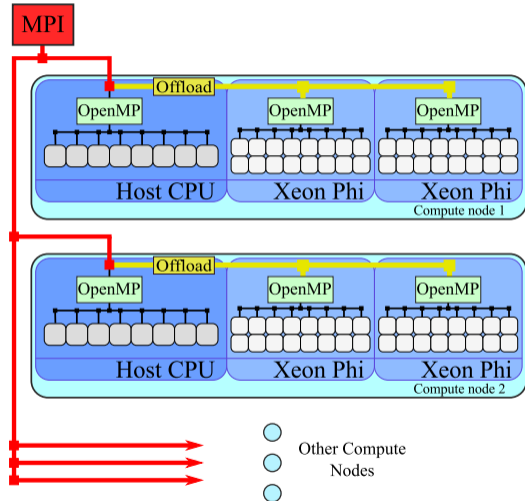 MPI
Offload
OpenMP OpenMP OpenMP
Host CPU Xeon Phi Xeon Phi
Compute node 1
Offload
OpenMP OpenMP OpenMP
Host CPU Xeon Phi Xeon Phi
Compute node 2
Other Compute
Nodes